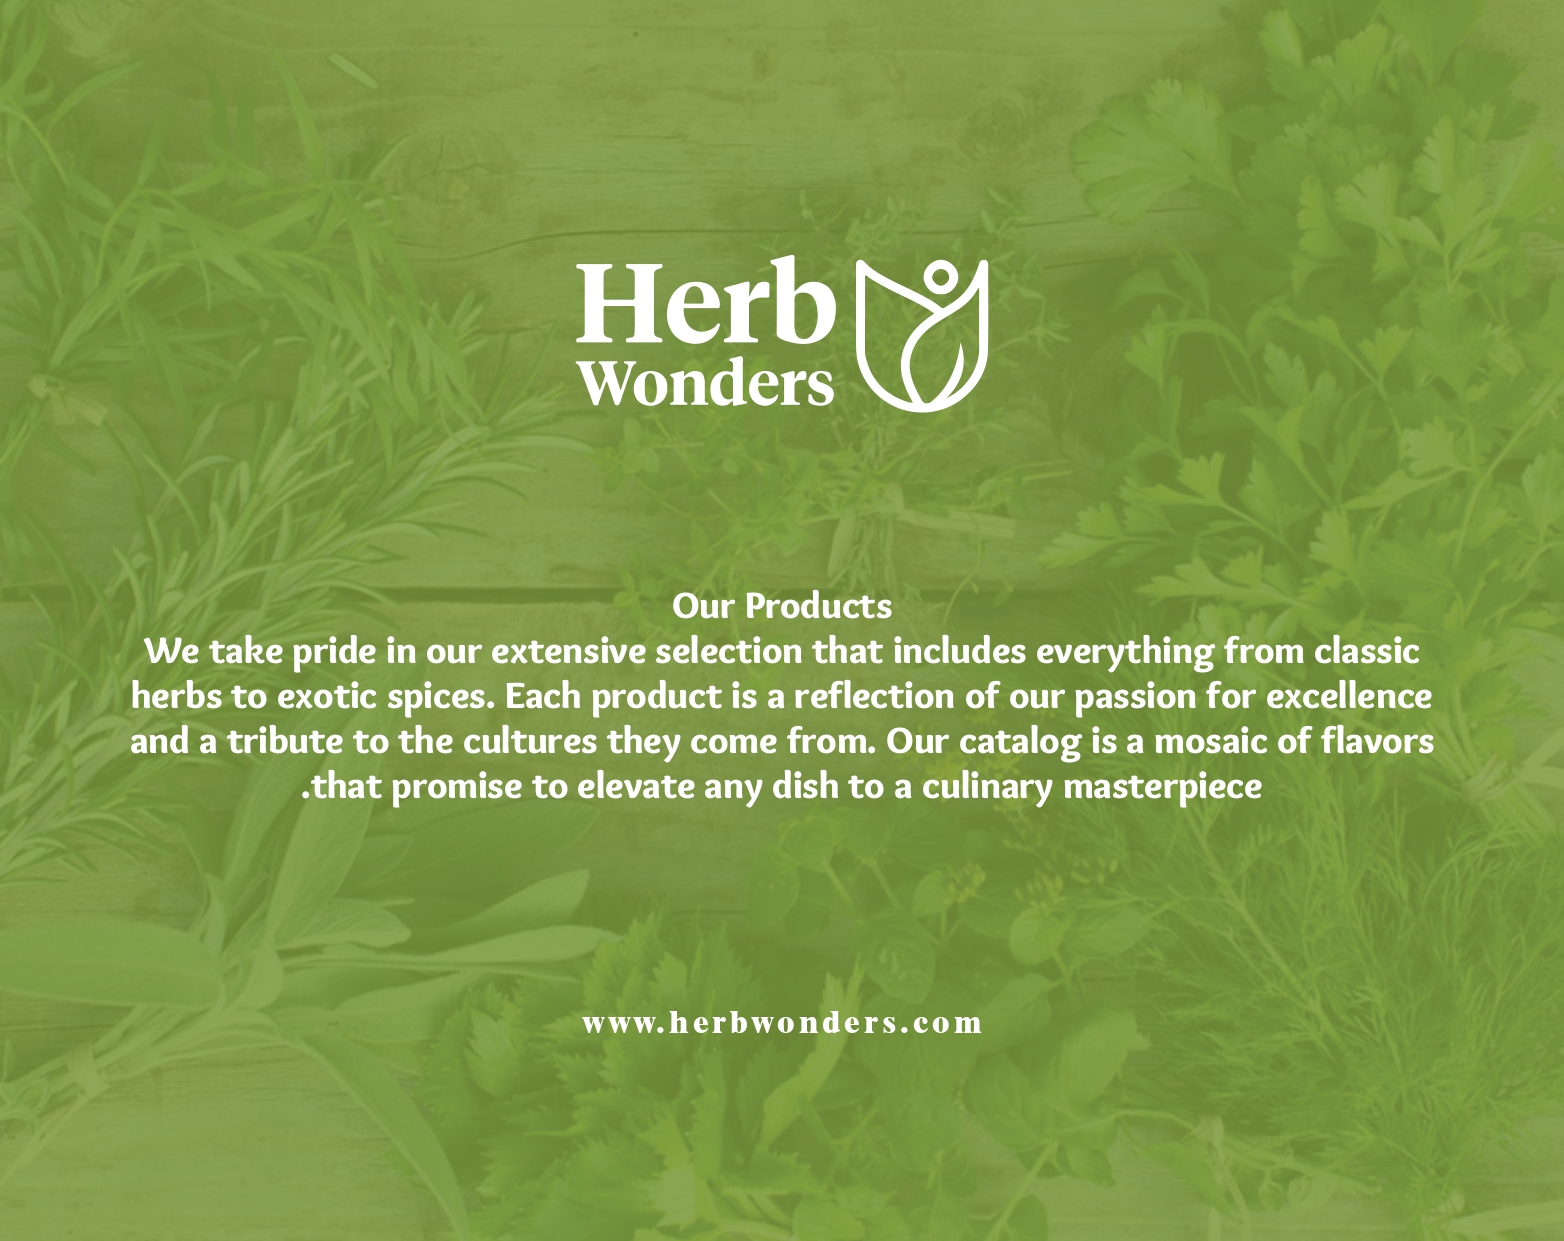 Herb
Wonders
Our Products
We take pride in our extensive selection that includes everything from classic
herbs to exotic spices. Each product is a reflection of our passion for excellence
and a tribute to the cultures they come from. Our catalog is a mosaic of flavors
.that promise to elevate any dish to a culinary masterpiece
www.herbwonders.com